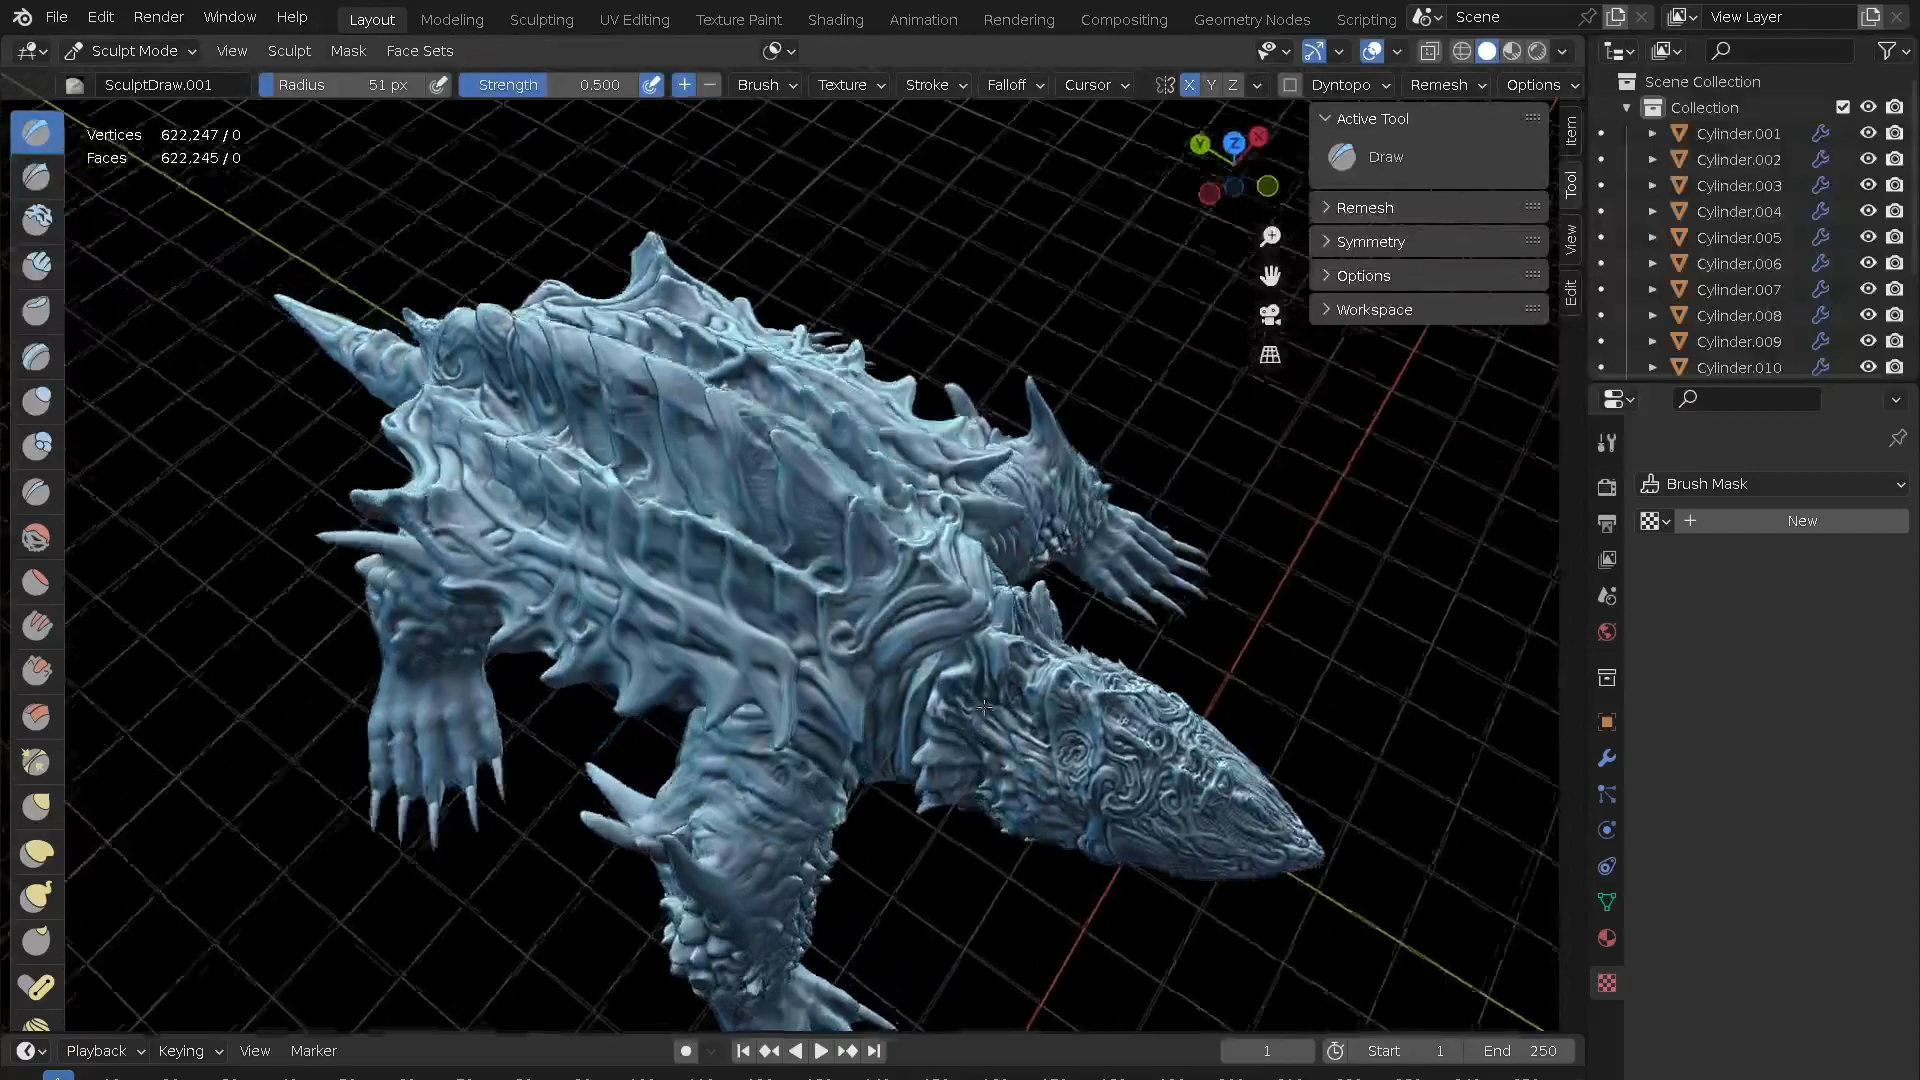 File Edit Render Window Help Layout Modeling Sculpting UV Editing Texture Paint Shading Animation Rendering Compositing Geometry Nodes Scripting Scene View Layer
Sculpt Mode View Sculpt Mask Face Sets
SculptDraw.001 Radius 51 px Strength 0.500 Brush Texture Stroke Falloff Cursor X Y Z Dyntopo Remesh Options
Vertices 622,247 / 0
Faces 622,245 / 0
Y Z X
Active Tool
Draw
Remesh
Symmetry
Options
Workspace
Item
Tool
View
Edit
Scene Collection
Collection
Cylinder.001
Cylinder.002
Cylinder.003
Cylinder.004
Cylinder.005
Cylinder.006
Cylinder.007
Cylinder.008
Cylinder.009
Cylinder.010
Brush Mask
New
Playback Keying View Marker 1 Start 1 End 250